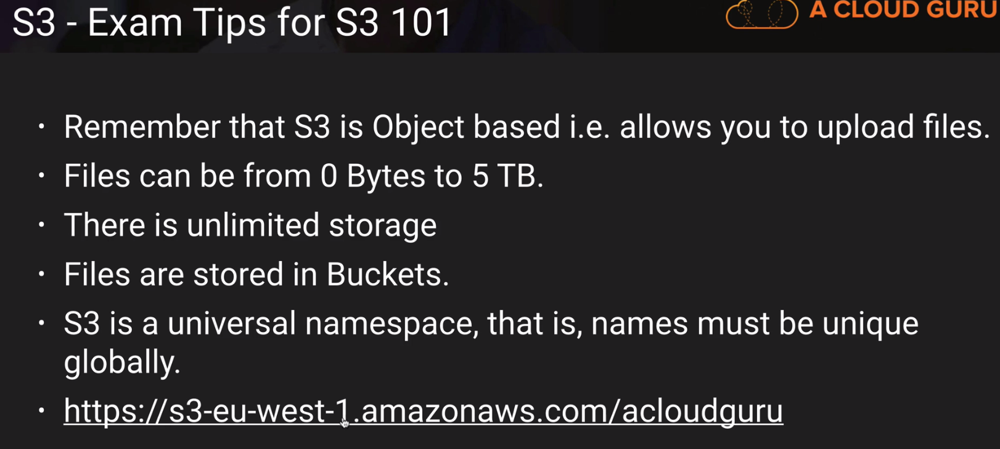 S3 - Exam Tips for S3 101
A CLOUD GURU
• Remember that S3 is Object based i.e. allows you to upload files.
• Files can be from 0 Bytes to 5 TB.
• There is unlimited storage
• Files are stored in Buckets.
• S3 is a universal namespace, that is, names must be unique
globally.
• https://s3-eu-west-1.amazonaws.com/acloudguru